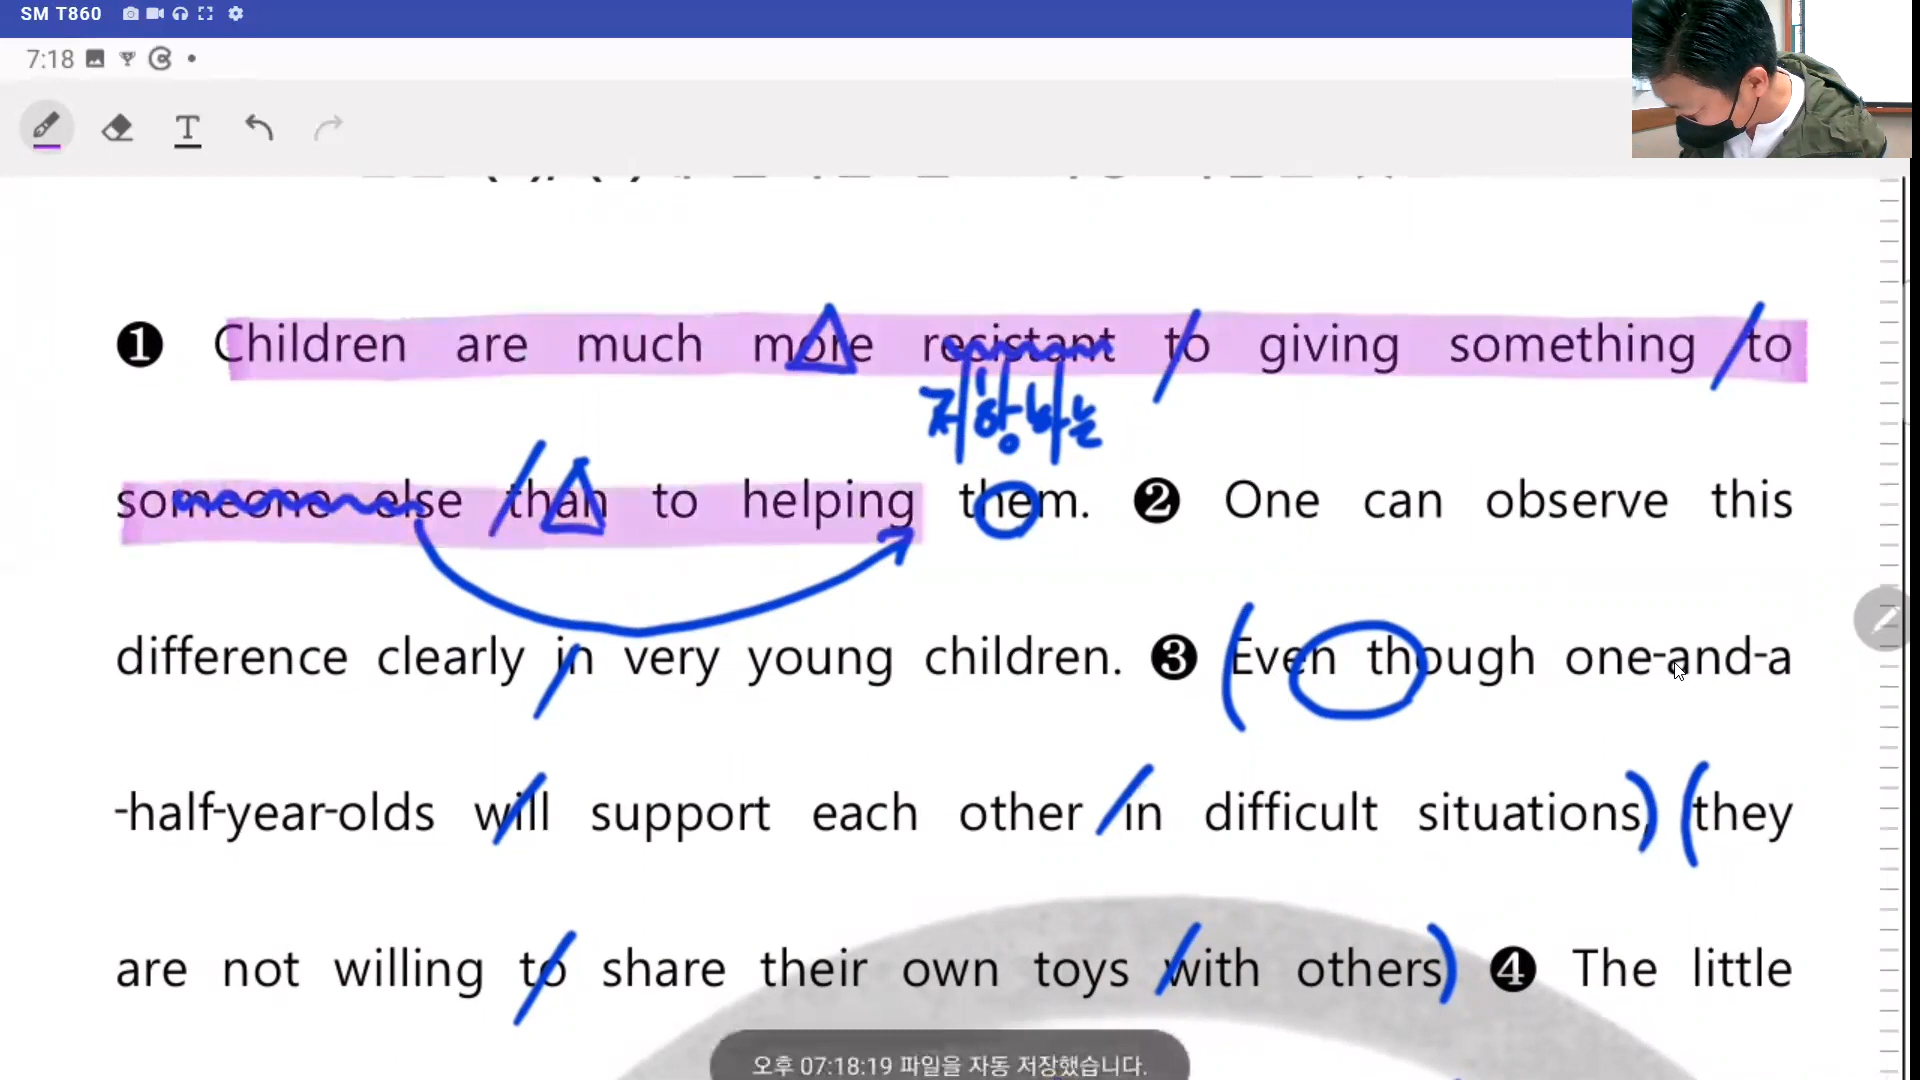 SM T860
7:18
❶ Children are much more resistant to giving something to
저항하는
someone else than to helping them. ❷ One can observe this
difference clearly in very young children. ❸ Even though one-and-a
-half-year-olds will support each other in difficult situations, they
are not willing to share their own toys with others ❹ The little
오후 07:18:19 파일을 자동 저장했습니다.